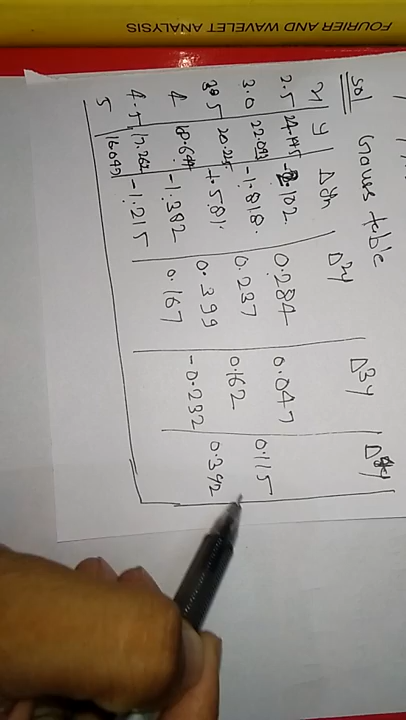 FOURIER AND WAVELET ANALYSIS
Sol Gauss table
x y Δy Δ²y Δ³y
2.5 24.145 -2.102 0.284 0.047 0.115
3.0 22.043 -1.818 0.237 0.162 0.392
3.5 20.225 -1.581 0.399 -0.232
4 18.644 -1.382 0.167
4.5 17.262 -1.215
5 16.047